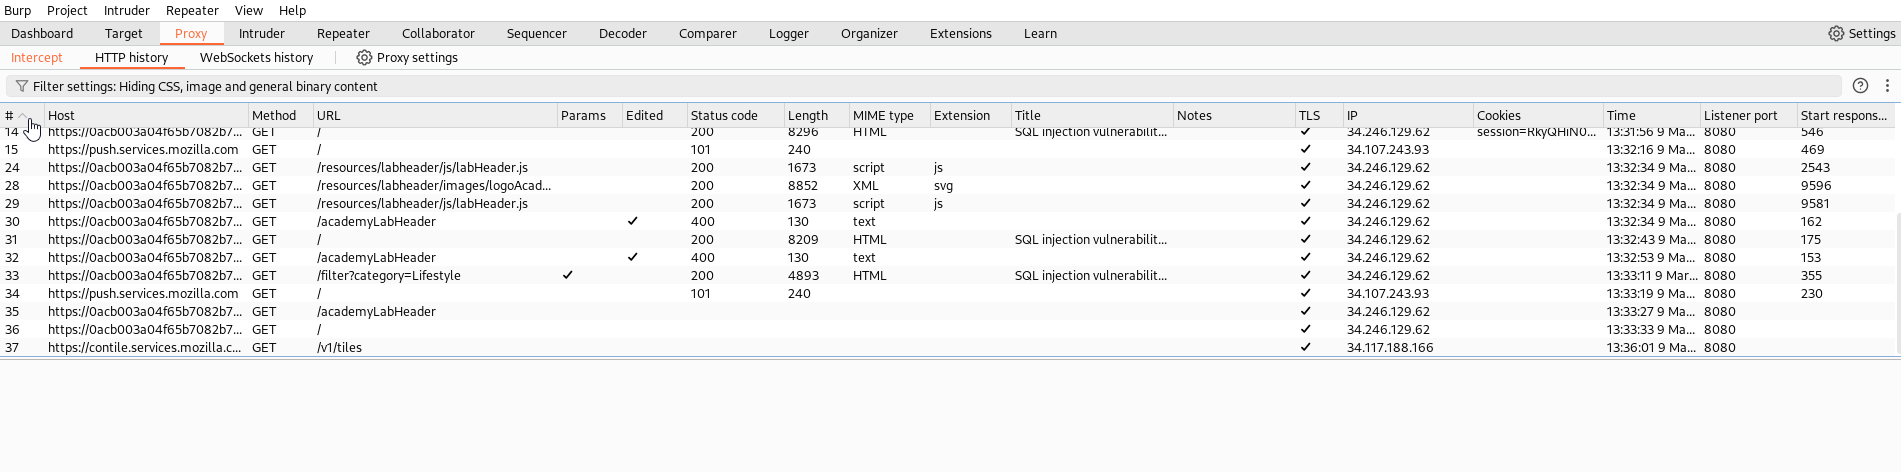 Burp Project Intruder Repeater View Help
Dashboard Target Proxy Intruder Repeater Collaborator Sequencer Decoder Comparer Logger Organizer Extensions Learn Settings
Intercept HTTP history WebSockets history Proxy settings
Filter settings: Hiding CSS, image and general binary content
# Host Method URL Params Edited Status code Length MIME type Extension Title Notes TLS IP Cookies Time Listener port Start respons...
14 https://0acb003a04f65b7082b7... GET / 200 8296 HTML SQL injection vulnerabilit... ✓ 34.246.129.62 session=RkyQHiN0... 13:31:56 9 Ma... 8080 546
15 https://push.services.mozilla.com GET / 101 240 ✓ 34.107.243.93 13:32:16 9 Ma... 8080 469
24 https://0acb003a04f65b7082b7... GET /resources/labheader/js/labHeader.js 200 1673 script js ✓ 34.246.129.62 13:32:34 9 Ma... 8080 2543
28 https://0acb003a04f65b7082b7... GET /resources/labheader/images/logoAcad... 200 8852 XML svg ✓ 34.246.129.62 13:32:34 9 Ma... 8080 9596
29 https://0acb003a04f65b7082b7... GET /resources/labheader/js/labHeader.js 200 1673 script js ✓ 34.246.129.62 13:32:34 9 Ma... 8080 9581
30 https://0acb003a04f65b7082b7... GET /academyLabHeader ✓ 400 130 text ✓ 34.246.129.62 13:32:34 9 Ma... 8080 162
31 https://0acb003a04f65b7082b7... GET / 200 8209 HTML SQL injection vulnerabilit... ✓ 34.246.129.62 13:32:43 9 Ma... 8080 175
32 https://0acb003a04f65b7082b7... GET /academyLabHeader ✓ 400 130 text ✓ 34.246.129.62 13:32:53 9 Ma... 8080 153
33 https://0acb003a04f65b7082b7... GET /filter?category=Lifestyle ✓ 200 4893 HTML SQL injection vulnerabilit... ✓ 34.246.129.62 13:33:11 9 Mar... 8080 355
34 https://push.services.mozilla.com GET / 101 240 ✓ 34.107.243.93 13:33:19 9 Ma... 8080 230
35 https://0acb003a04f65b7082b7... GET /academyLabHeader ✓ 34.246.129.62 13:33:27 9 Ma... 8080
36 https://0acb003a04f65b7082b7... GET / ✓ 34.246.129.62 13:33:33 9 Ma... 8080
37 https://contile.services.mozilla.c... GET /v1/tiles ✓ 34.117.188.166 13:36:01 9 Ma... 8080